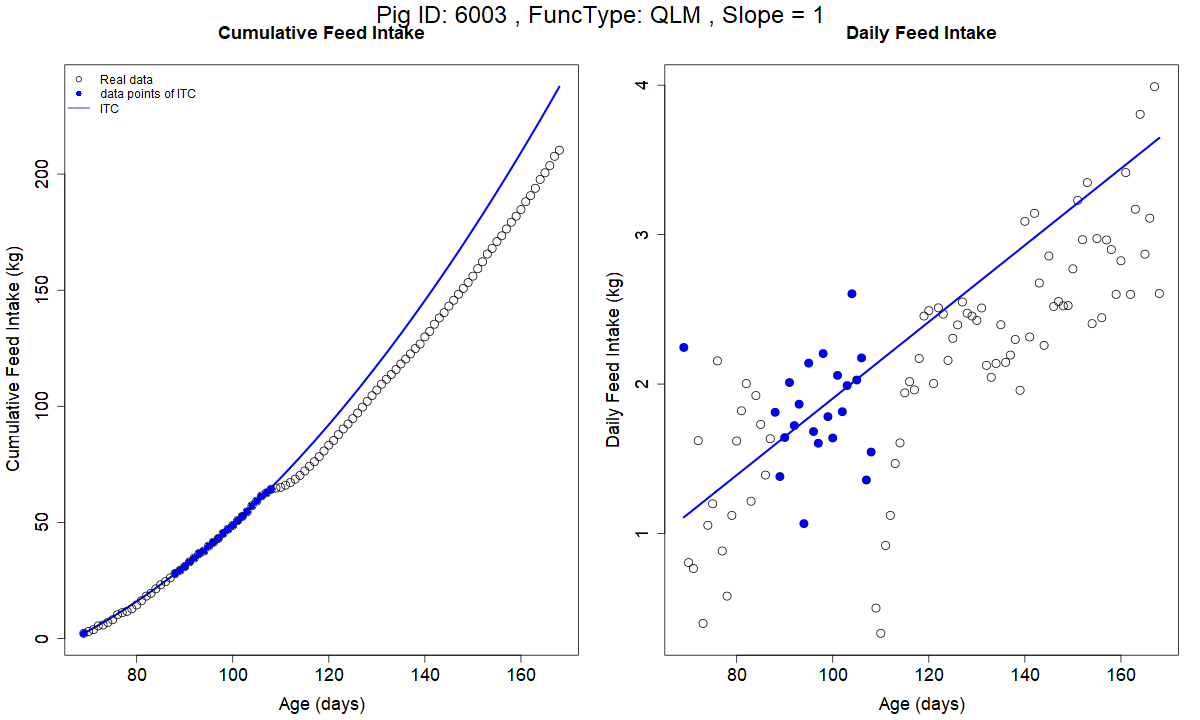 Pig ID: 6003 , FuncType: QLM , Slope = 1
Cumulative Feed Intake
Real data
data points of ITC
ITC
Cumulative Feed Intake (kg)
0
50
100
150
200
80
100
120
140
160
Age (days)
Daily Feed Intake
Daily Feed Intake (kg)
1
2
3
4
80
100
120
140
160
Age (days)